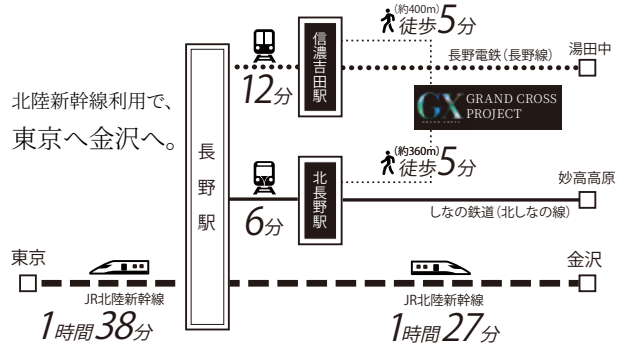 北陸新幹線利用で、
東京へ金沢へ。
長野駅
12分
信濃吉田駅
(約400m)
徒歩5分
長野電鉄(長野線)
湯田中
GX
GRAND CROSS
GRAND CROSS
PROJECT
6分
北長野駅
(約360m)
徒歩5分
しなの鉄道(北しなの線)
妙高高原
東京
JR北陸新幹線
1時間38分
JR北陸新幹線
1時間27分
金沢